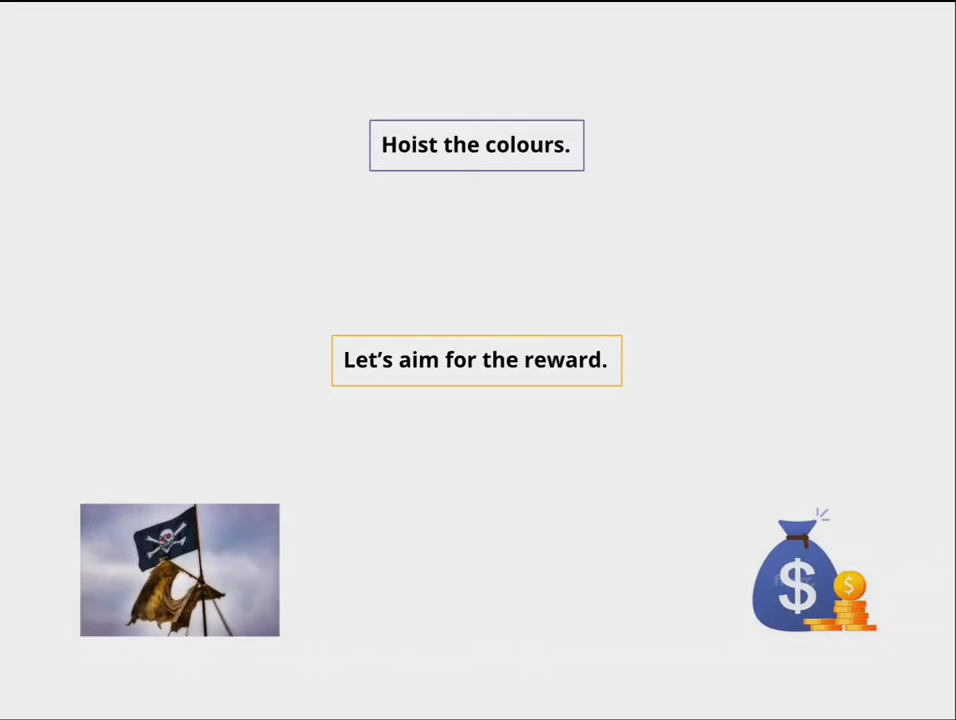 Hoist the colours.
Let’s aim for the reward.
$
$